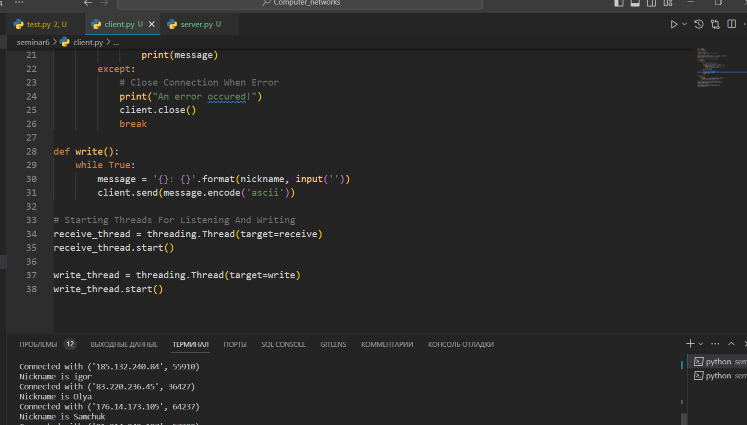 Computer_networks
test.py 2, U
client.py U
server.py U
seminar6 > client.py > ...
21 print(message)
22 except:
23 # Close Connection When Error
24 print("An error occured!")
25 client.close()
26 break
27
28 def write():
29 while True:
30 message = '{}: {}'.format(nickname, input(''))
31 client.send(message.encode('ascii'))
32
33 # Starting Threads For Listening And Writing
34 receive_thread = threading.Thread(target=receive)
35 receive_thread.start()
36
37 write_thread = threading.Thread(target=write)
38 write_thread.start()
ПРОБЛЕМЫ 12 ВЫХОДНЫЕ ДАННЫЕ ТЕРМИНАЛ ПОРТЫ SQL CONSOLE GITLENS КОММЕНТАРИИ КОНСОЛЬ ОТЛАДКИ
Connected with ('185.132.240.84', 55910)
Nickname is igor
Connected with ('83.220.236.45', 36427)
Nickname is Olya
Connected with ('176.14.173.105', 64237)
Nickname is Samchuk
python sem
python sem